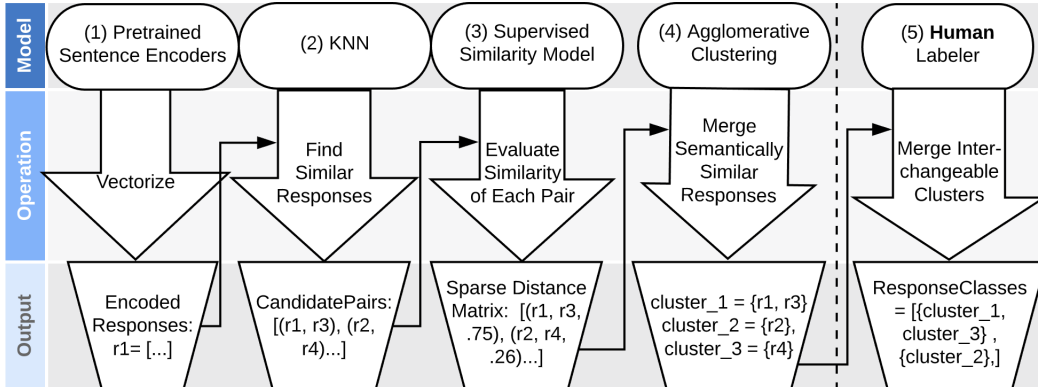 Model
(1) Pretrained
Sentence Encoders
(2) KNN
(3) Supervised
Similarity Model
(4) Agglomerative
Clustering
(5) Human
Labeler
Operation
Vectorize
Find
Similar
Responses
Evaluate
Similarity
of Each Pair
Merge
Semantically
Similar
Responses
Merge Inter-
changeable
Clusters
Output
Encoded
Responses:
r1= [...]
CandidatePairs:
[(r1, r3), (r2,
r4)...]
Sparse Distance
Matrix: [(r1, r3,
.75), (r2, r4,
.26)...]
cluster_1 = {r1, r3}
cluster_2 = {r2},
cluster_3 = {r4}
ResponseClasses
= [{cluster_1,
cluster_3} ,
{cluster_2},]